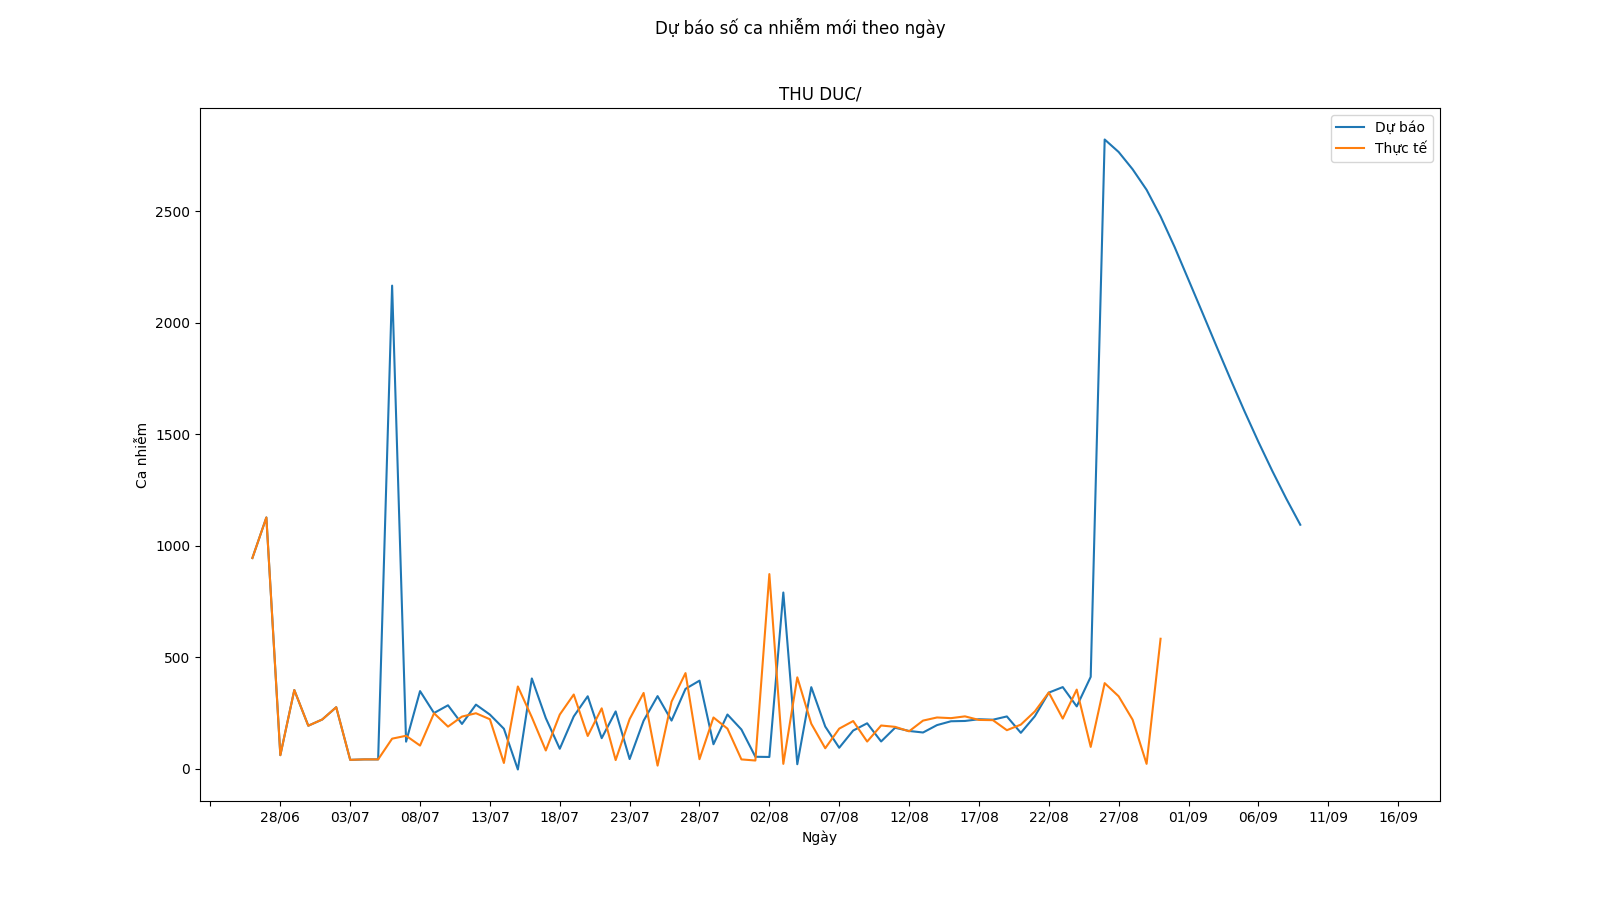 Dự báo số ca nhiễm mới theo ngày
THU DUC/
Dự báo
Thực tế
Ca nhiễm
2500
2000
1500
1000
500
0
28/06 03/07 08/07 13/07 18/07 23/07 28/07 02/08 07/08 12/08 17/08 22/08 27/08 01/09 06/09 11/09 16/09
Ngày